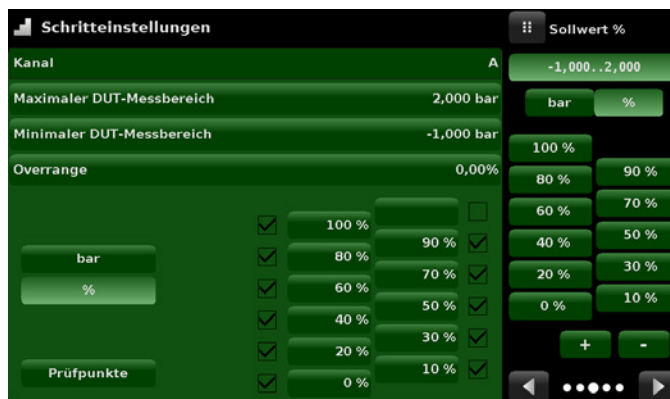 Schritteinstellungen
Kanal A
Maximaler DUT-Messbereich 2,000 bar
Minimaler DUT-Messbereich -1,000 bar
Overrange 0,00%
bar
%
Prüfpunkte
100 %
90 %
80 %
70 %
60 %
50 %
40 %
30 %
20 %
10 %
0 %
Sollwert %
-1,000..2,000
bar %
100 %
90 %
80 %
70 %
60 %
50 %
40 %
30 %
20 %
10 %
0 %
+ -